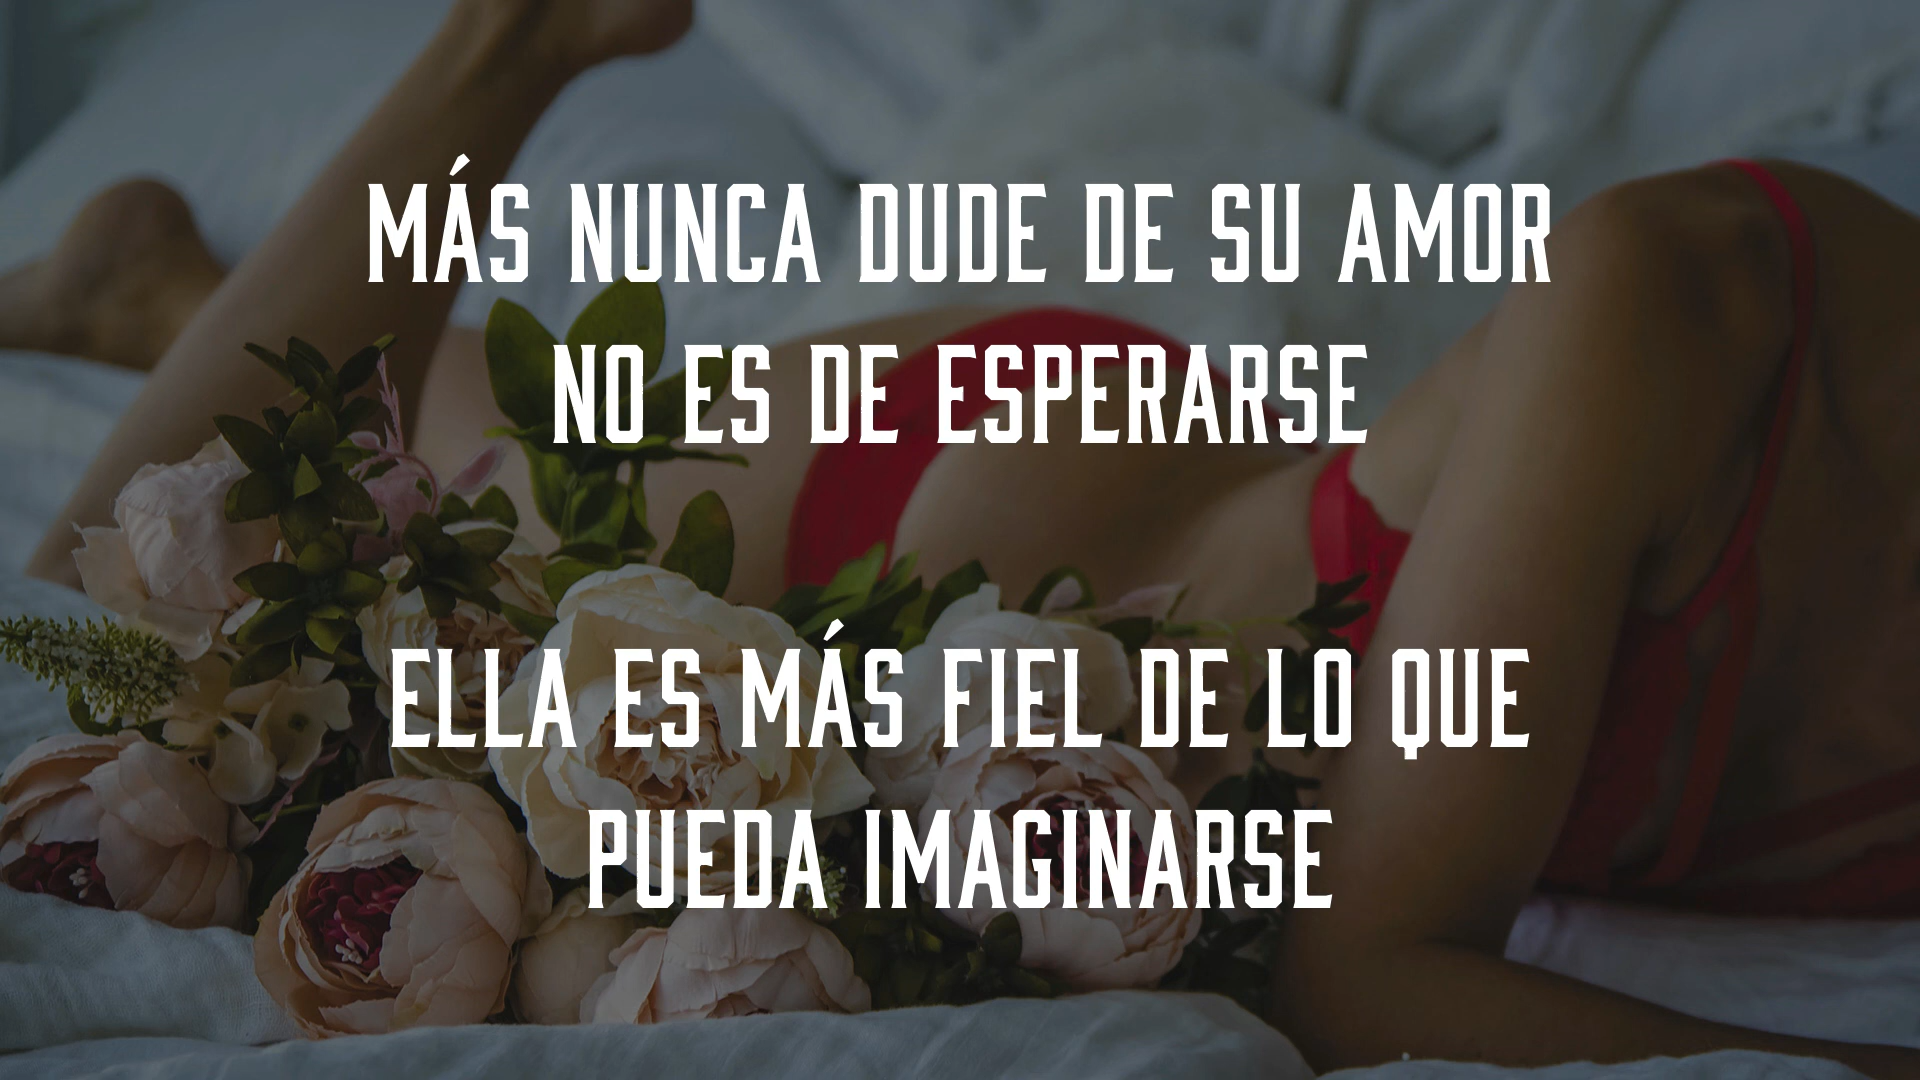 MÁS NUNCA DUDE DE SU AMOR
NO ES DE ESPERARSE
ELLA ES MÁS FIEL DE LO QUE
PUEDA IMAGINARSE